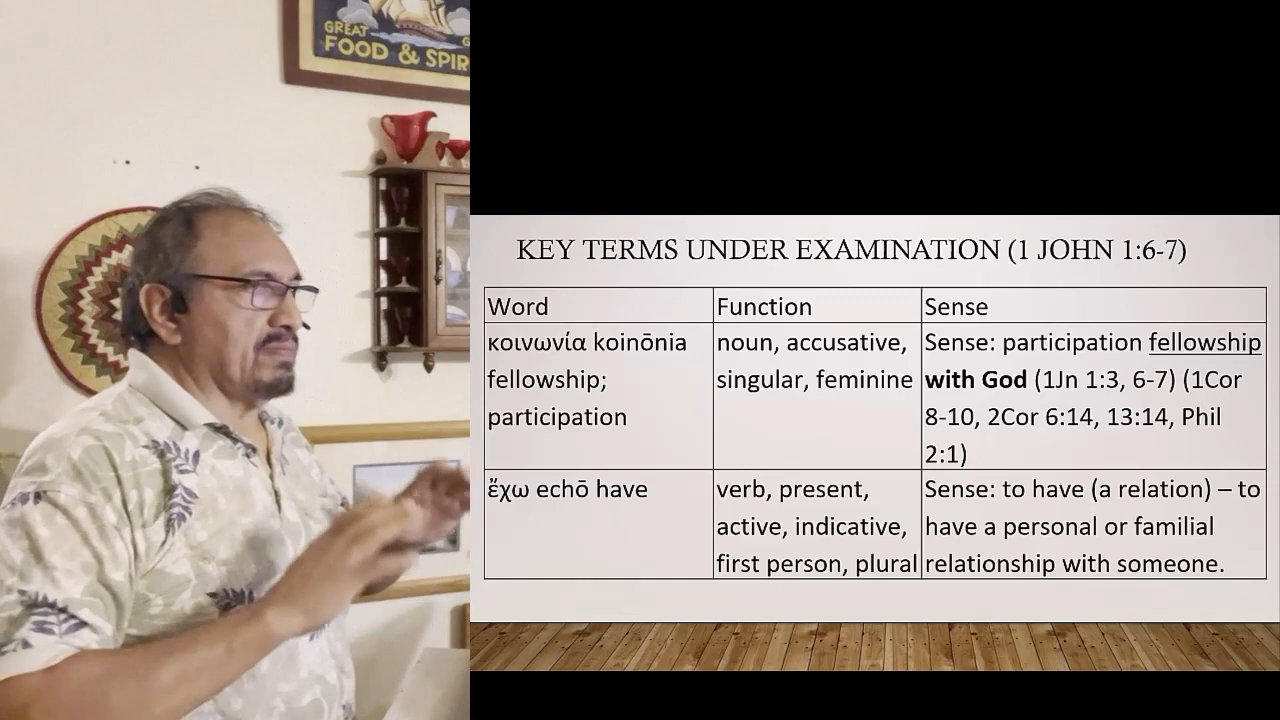 GREAT
FOOD & SPIR
KEY TERMS UNDER EXAMINATION (1 JOHN 1:6-7)
Word
Function
Sense
κοινωνία koinōnia
fellowship;
participation
noun, accusative,
singular, feminine
Sense: participation fellowship
with God (1Jn 1:3, 6-7) (1Cor
8-10, 2Cor 6:14, 13:14, Phil
2:1)
ἔχω echō have
verb, present,
active, indicative,
first person, plural
Sense: to have (a relation) – to
have a personal or familial
relationship with someone.